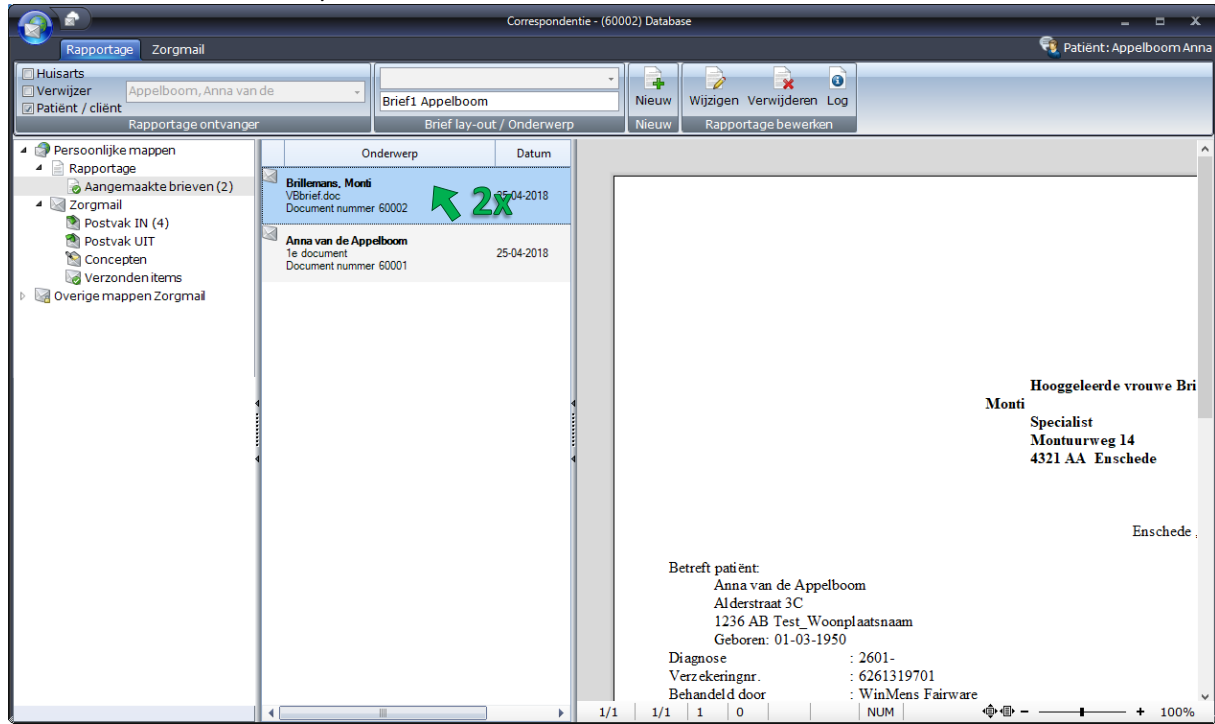 Correspondentie - (60002) Database
Rapportage Zorgmail
Patiënt: Appelboom Anna
Huisarts
Verwijzer
Patiënt / cliënt
Appelboom, Anna van de
Rapportage ontvanger
Brief1 Appelboom
Brief lay-out / Onderwerp
Nieuw
Nieuw
Wijzigen Verwijderen Log
Rapportage bewerken
Persoonlijke mappen
Rapportage
Aangemaakte brieven (2)
Zorgmail
Postvak IN (4)
Postvak UIT
Concepten
Verzonden items
Overige mappen Zorgmail
Onderwerp Datum
Brillemans, Monti
VBbrief.doc
Document nummer 60002
25-04-2018
2x
Anna van de Appelboom
1e document
Document nummer 60001
25-04-2018
Hooggeleerde vrouwe Bri
Monti
Specialist
Montuurweg 14
4321 AA Enschede
Enschede ,
Betreft patiënt:
Anna van de Appelboom
Alderstraat 3C
1236 AB Test_Woonplaatsnaam
Geboren: 01-03-1950
Diagnose : 2601-
Verzekeringnr. : 6261319701
Behandeld door : WinMens Fairware
1/1 1/1 1 0 NUM 100%